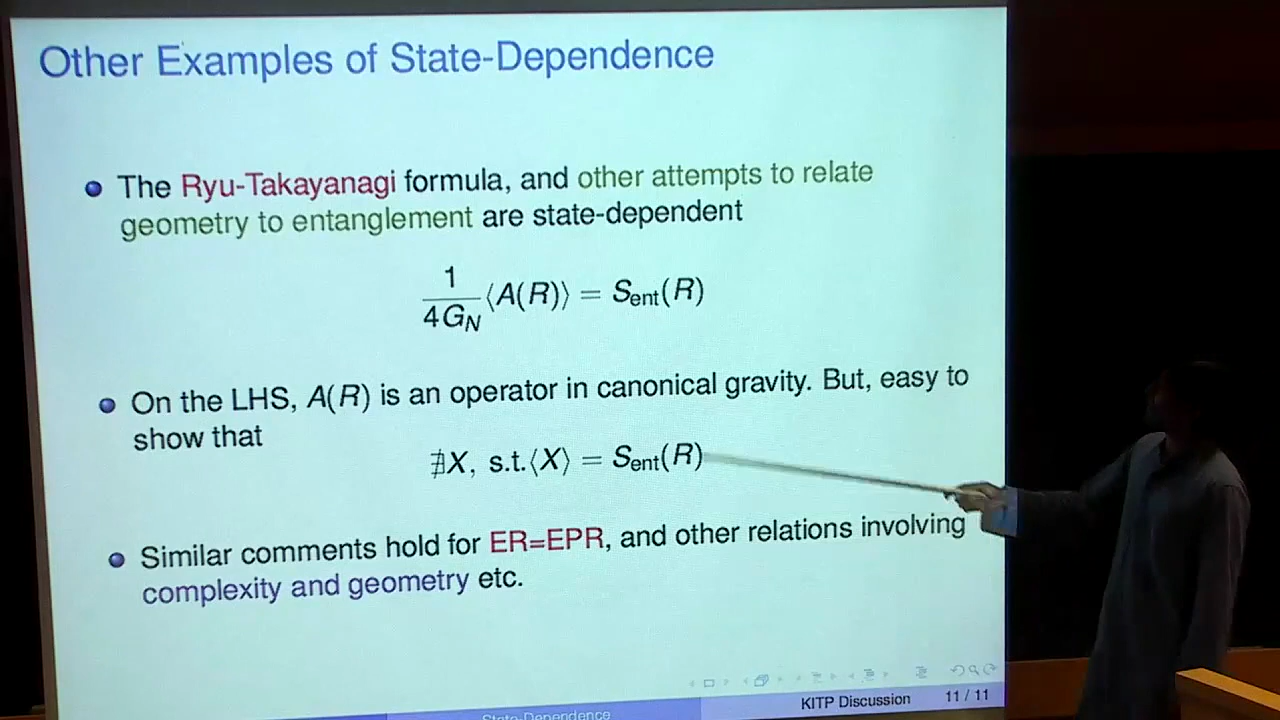 Other Examples of State-Dependence
The Ryu-Takayanagi formula, and other attempts to relate
geometry to entanglement are state-dependent
1/4G_N ⟨A(R)⟩ = S_ent(R)
On the LHS, A(R) is an operator in canonical gravity. But, easy to
show that
∄X, s.t.⟨X⟩ = S_ent(R)
Similar comments hold for ER=EPR, and other relations involving
complexity and geometry etc.
State-Dependence
KITP Discussion
11 / 11